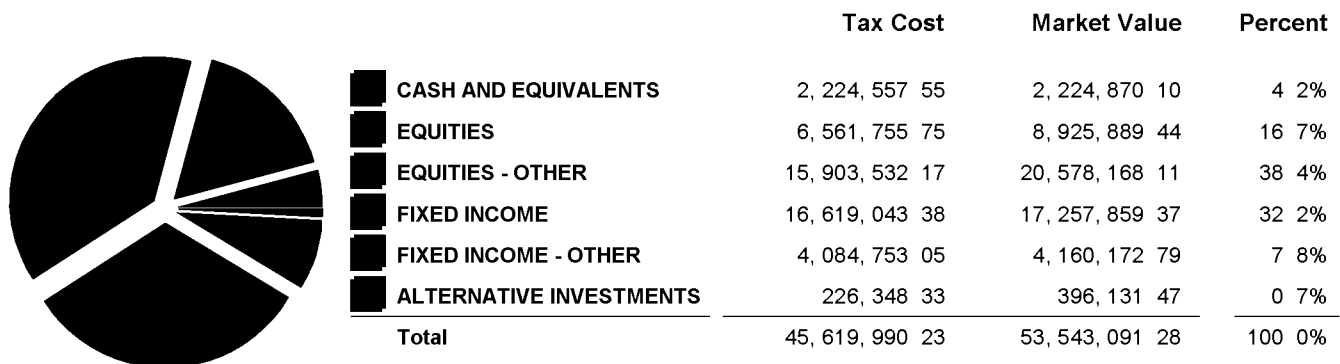 Tax Cost Market Value Percent
CASH AND EQUIVALENTS 2, 224, 557 55 2, 224, 870 10 4 2%
EQUITIES 6, 561, 755 75 8, 925, 889 44 16 7%
EQUITIES - OTHER 15, 903, 532 17 20, 578, 168 11 38 4%
FIXED INCOME 16, 619, 043 38 17, 257, 859 37 32 2%
FIXED INCOME - OTHER 4, 084, 753 05 4, 160, 172 79 7 8%
ALTERNATIVE INVESTMENTS 226, 348 33 396, 131 47 0 7%
Total 45, 619, 990 23 53, 543, 091 28 100 0%